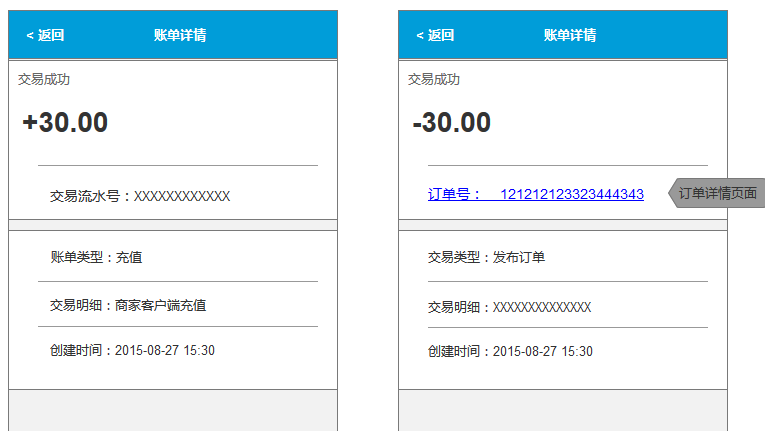 < 返回 账单详情
交易成功
+30.00
交易流水号：XXXXXXXXXXXX
账单类型：充值
交易明细：商家客户端充值
创建时间：2015-08-27 15:30
< 返回 账单详情
交易成功
-30.00
订单号： 121212123323444343
订单详情页面
交易类型：发布订单
交易明细：XXXXXXXXXXXXXX
创建时间：2015-08-27 15:30